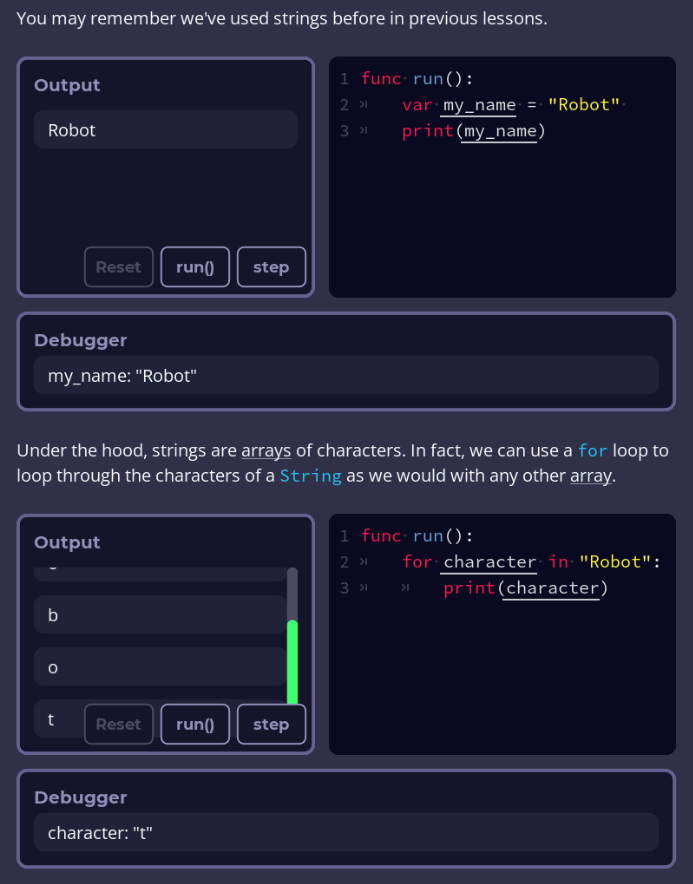 You may remember we've used strings before in previous lessons.
Output
Robot
Reset run() step
1 func run():
2 var my_name = "Robot"
3 print(my_name)
Debugger
my_name: "Robot"
Under the hood, strings are arrays of characters. In fact, we can use a for loop to
loop through the characters of a String as we would with any other array.
Output
b
o
t
Reset run() step
1 func run():
2 for character in "Robot":
3 print(character)
Debugger
character: "t"